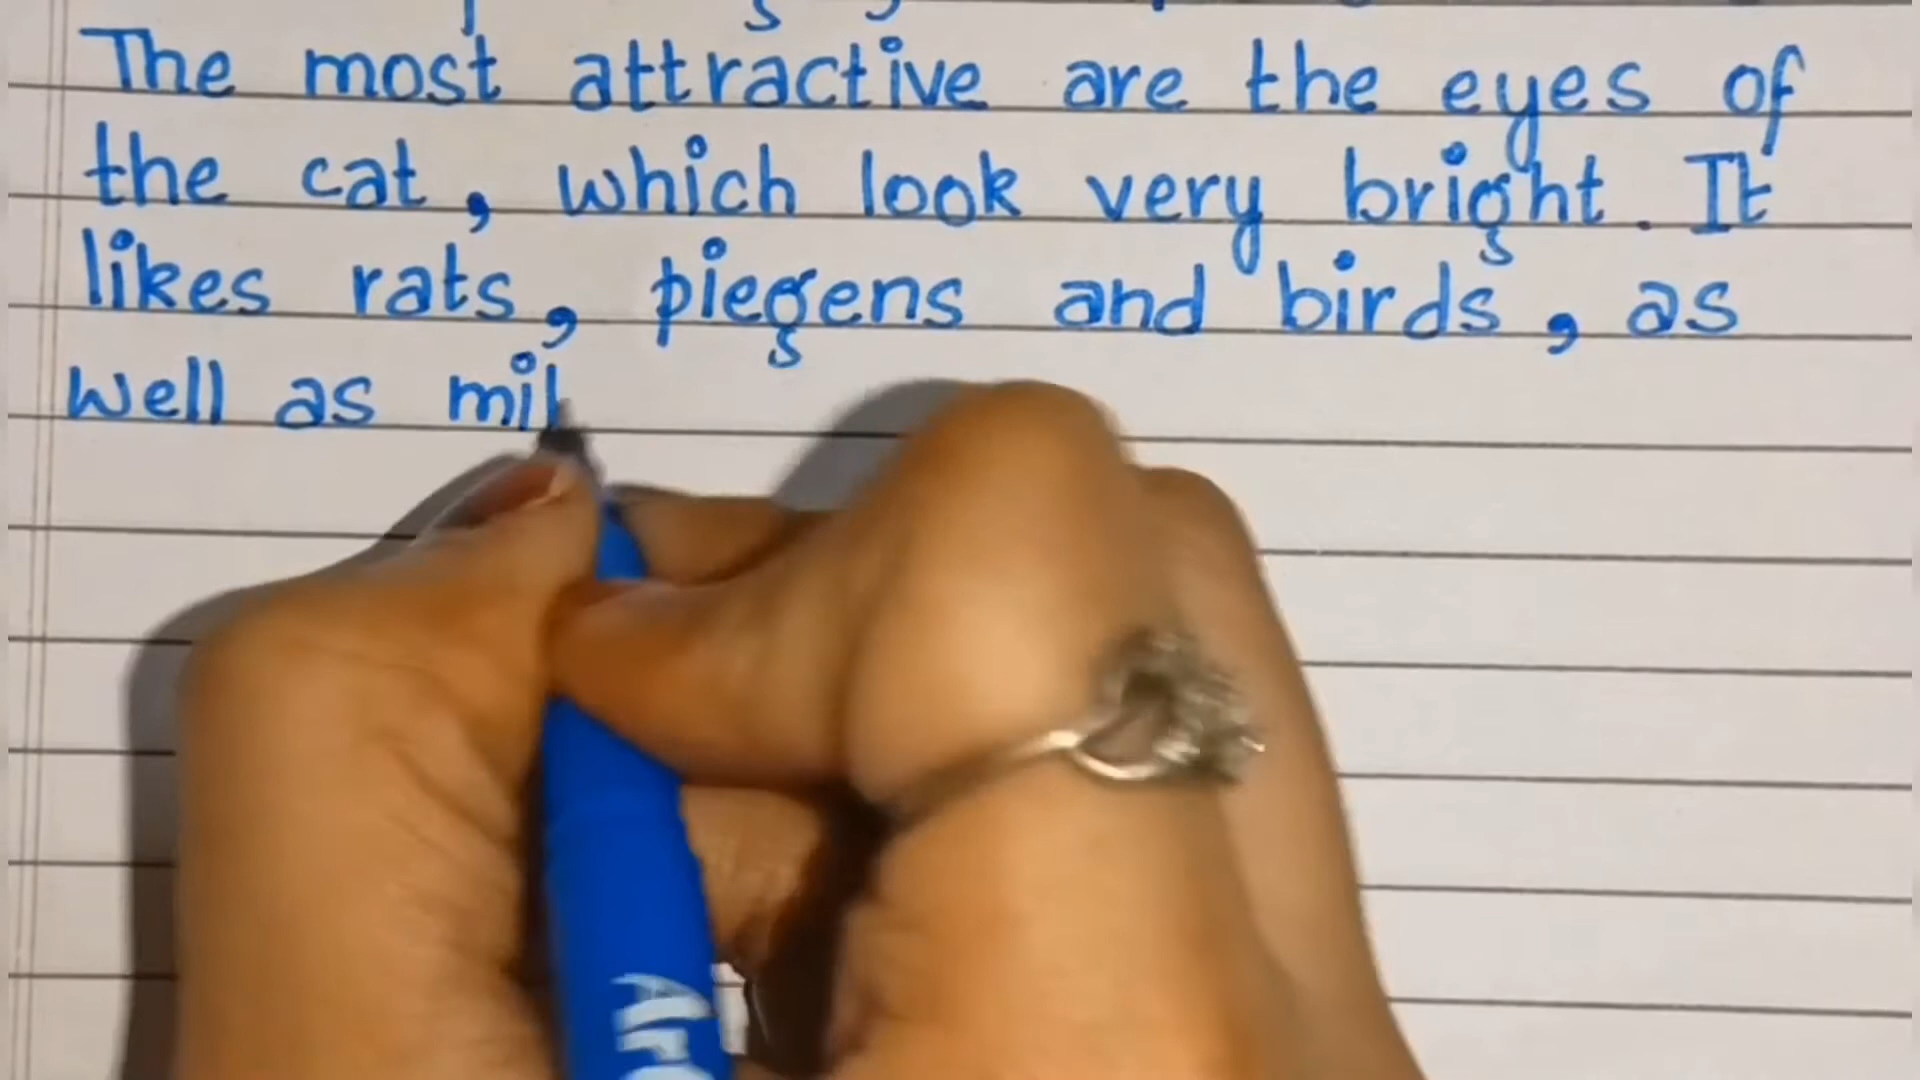 The most attractive are the eyes of
the cat, which look very bright. It
likes rats, piegens and birds, as
well as mil